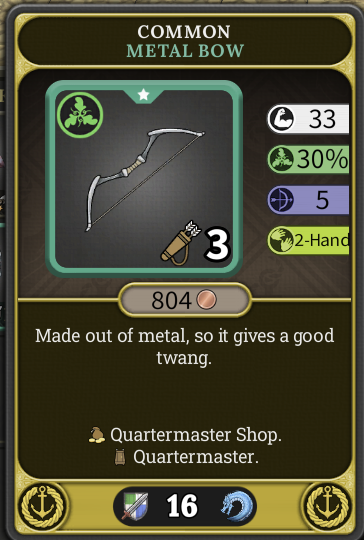 COMMON
METAL BOW
33
30%
5
2-Hand
3
804
Made out of metal, so it gives a good
twang.
Quartermaster Shop.
Quartermaster.
16